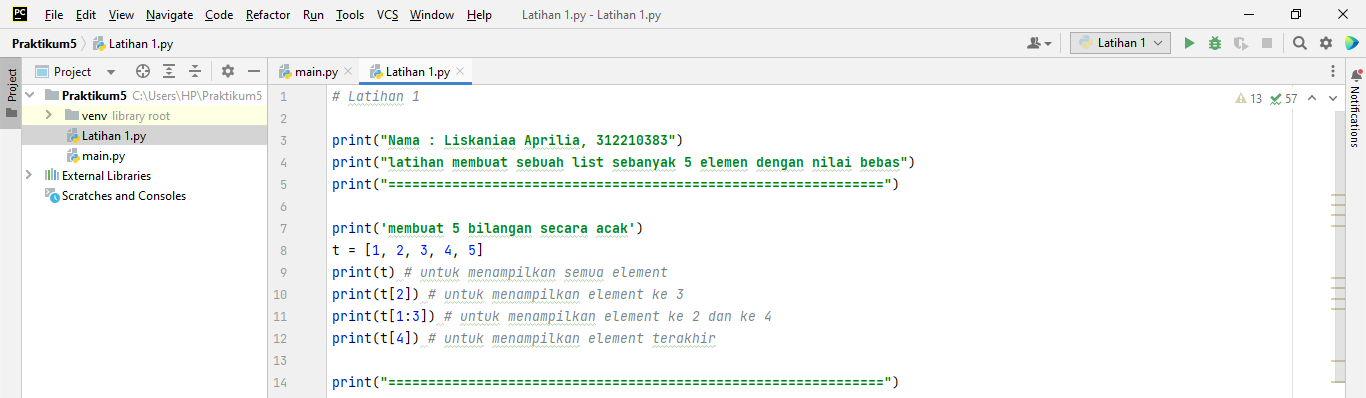 PC File Edit View Navigate Code Refactor Run Tools VCS Window Help Latihan 1.py - Latihan 1.py
Praktikum5 Latihan 1.py Latihan 1
Project
Project
Praktikum5 C:\Users\HP\Praktikum5
venv library root
Latihan 1.py
main.py
External Libraries
Scratches and Consoles
main.py Latihan 1.py
1 # Latihan 1
2
3 print("Nama : Liskaniaa Aprilia, 312210383")
4 print("latihan membuat sebuah list sebanyak 5 elemen dengan nilai bebas")
5 print("==============================================================")
6
7 print('membuat 5 bilangan secara acak')
8 t = [1, 2, 3, 4, 5]
9 print(t) # untuk menampilkan semua element
10 print(t[2]) # untuk menampilkan element ke 3
11 print(t[1:3]) # untuk menampilkan element ke 2 dan ke 4
12 print(t[4]) # untuk menampilkan element terakhir
13
14 print("==============================================================")
13 57
Notifications